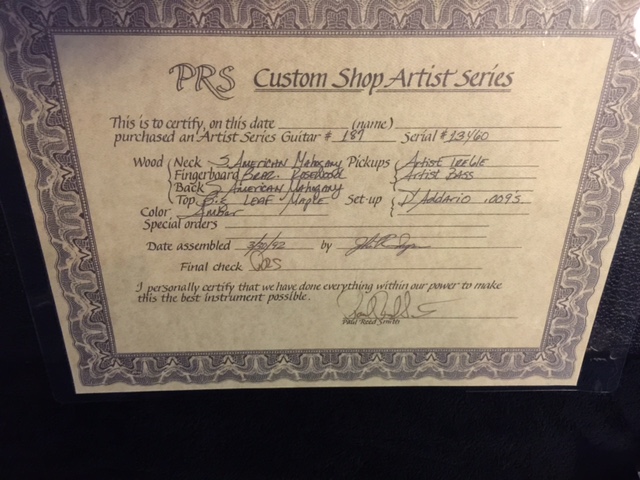 PRS Custom Shop Artist Series
This is to certify, on this date (name)
purchased an Artist Series Guitar # 187 Serial # 13460
Wood Neck S. American Mahogany Pickups Artist Treble
Fingerboard Braz. Rosewood Artist Bass
Back S. American Mahogany
Top Big Leaf Maple Set-up D'Addario .0095
Color Amber
Special orders
Date assembled 3/20/92 by
Final check PRS
I personally certify that we have done everything within our power to make
this the best instrument possible.
Paul Reed Smith